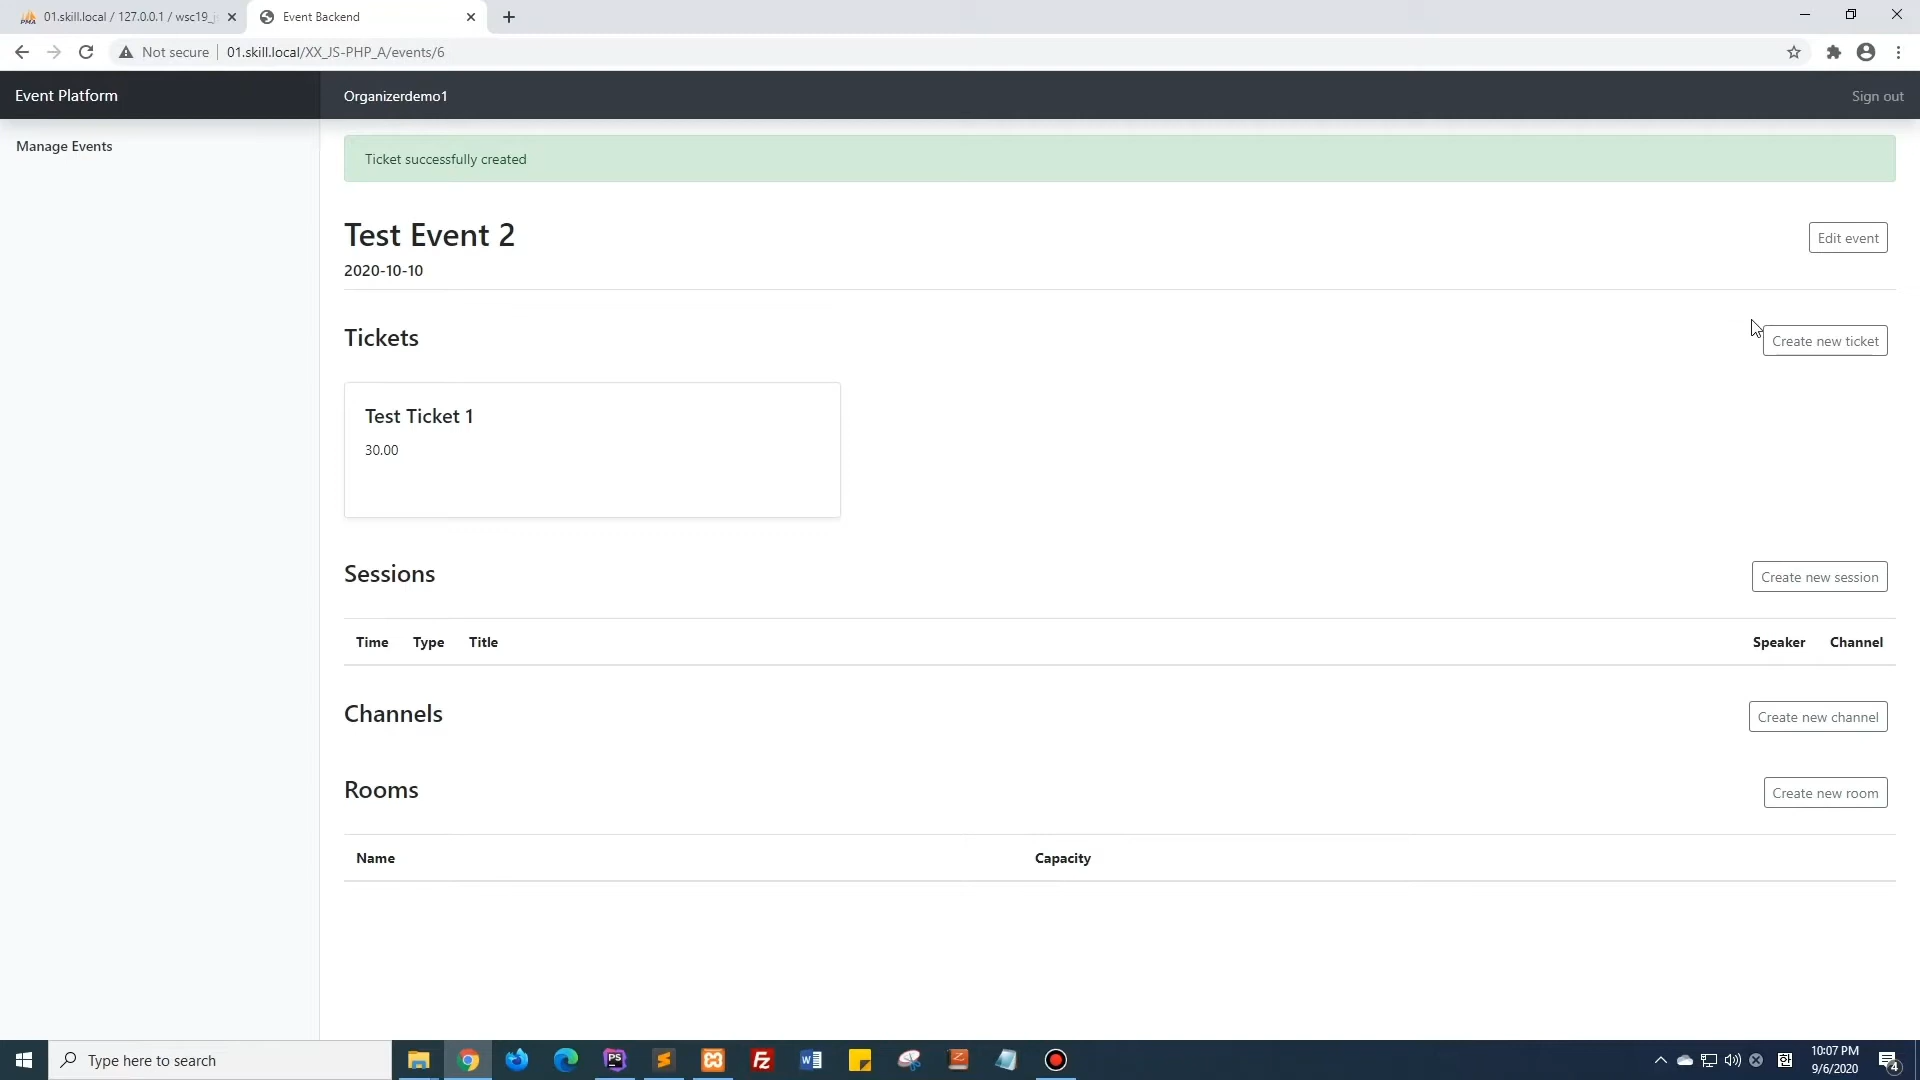 01.skill.local / 127.0.0.1 / wsc19_j
Event Backend
Not secure
01.skill.local/XX_JS-PHP_A/events/6
Event Platform
Organizerdemo1
Sign out
Manage Events
Ticket successfully created
Test Event 2
Edit event
2020-10-10
Tickets
Create new ticket
Test Ticket 1
30.00
Sessions
Create new session
Time Type Title Speaker Channel
Channels
Create new channel
Rooms
Create new room
Name Capacity
Type here to search
10:07 PM
9/6/2020
4